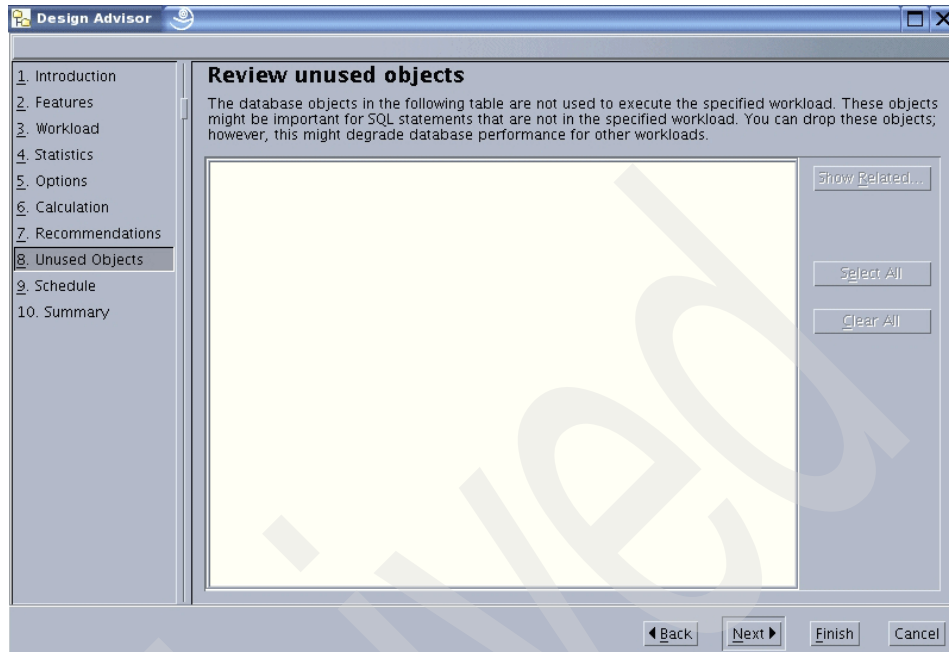 Design Advisor
1. Introduction
2. Features
3. Workload
4. Statistics
5. Options
6. Calculation
7. Recommendations
8. Unused Objects
9. Schedule
10. Summary
Review unused objects
The database objects in the following table are not used to execute the specified workload. These objects
might be important for SQL statements that are not in the specified workload. You can drop these objects;
however, this might degrade database performance for other workloads.
Show Related...
Select All
Clear All
Back
Next
Finish
Cancel
ived